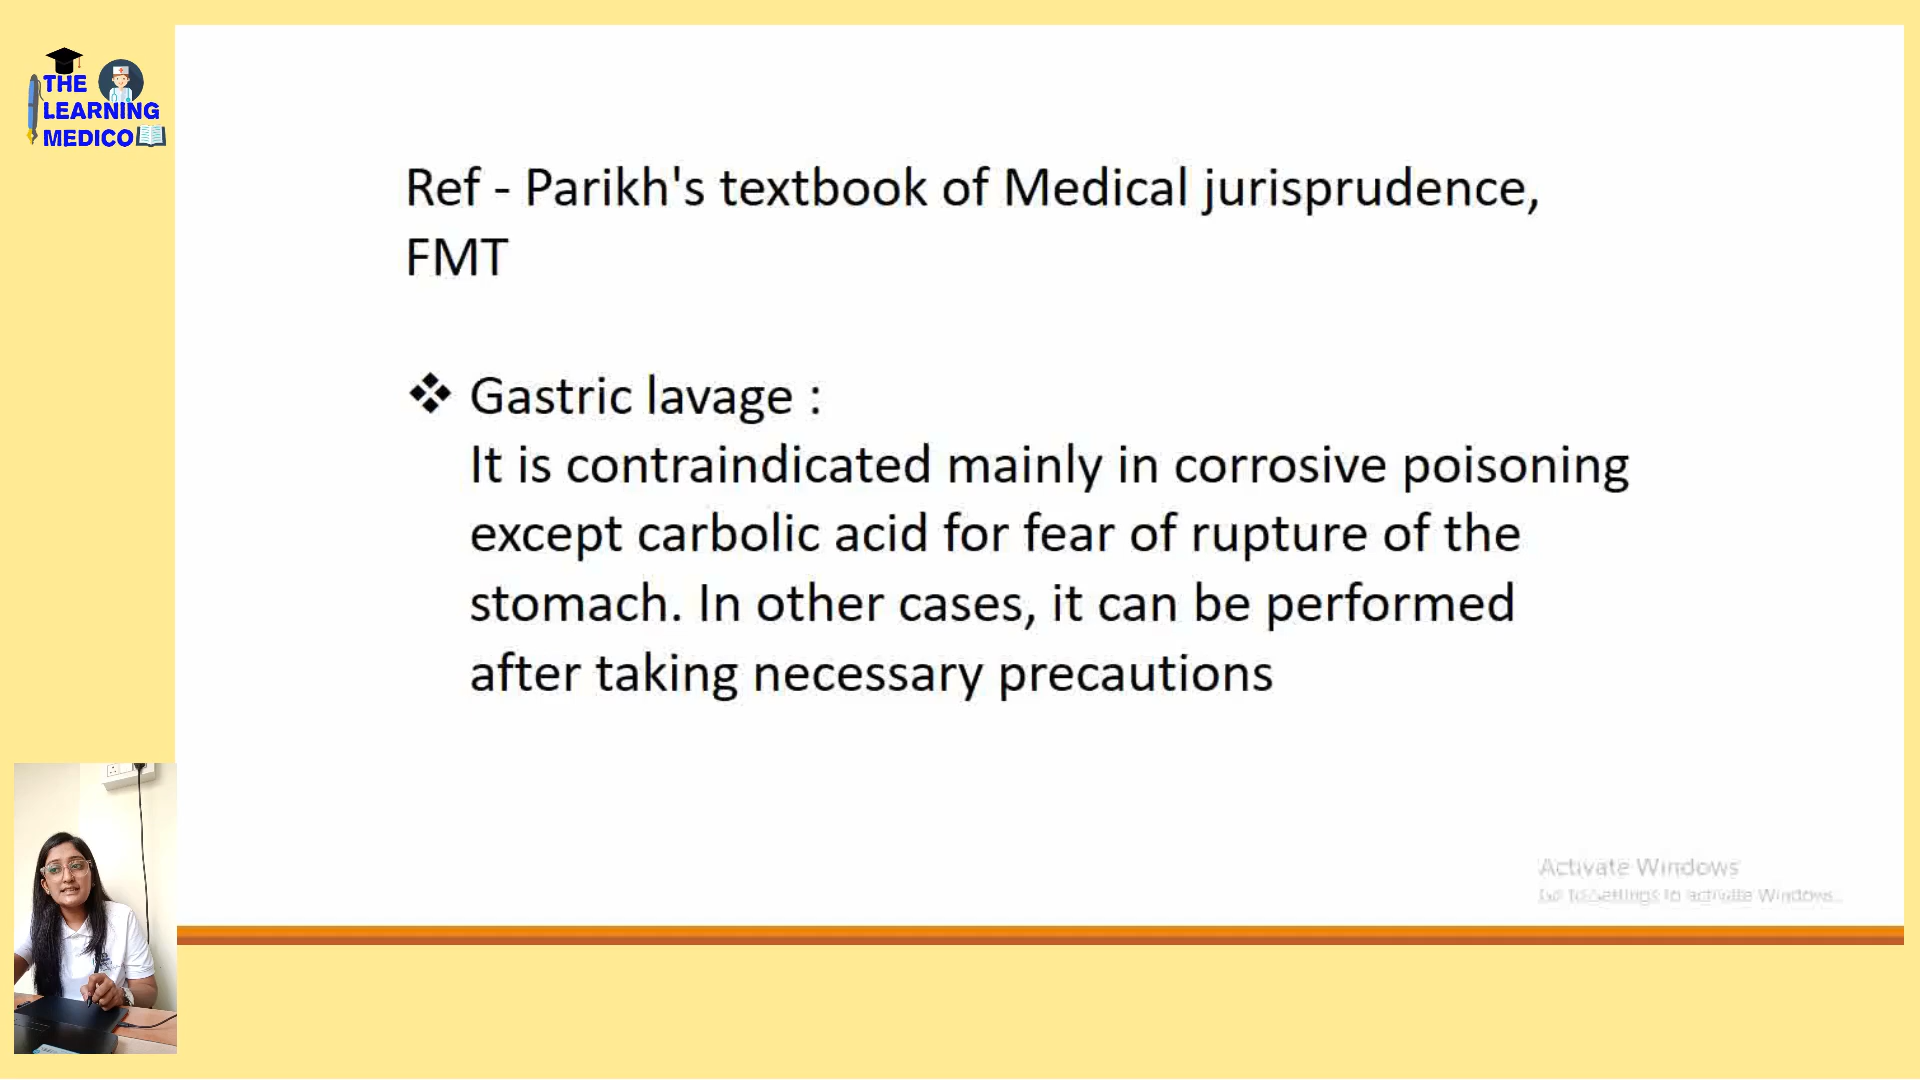 THE
LEARNING
MEDICO
Ref - Parikh's textbook of Medical jurisprudence,
FMT
❖ Gastric lavage :
It is contraindicated mainly in corrosive poisoning
except carbolic acid for fear of rupture of the
stomach. In other cases, it can be performed
after taking necessary precautions
Activate Windows
Go to Settings to activate Windows.